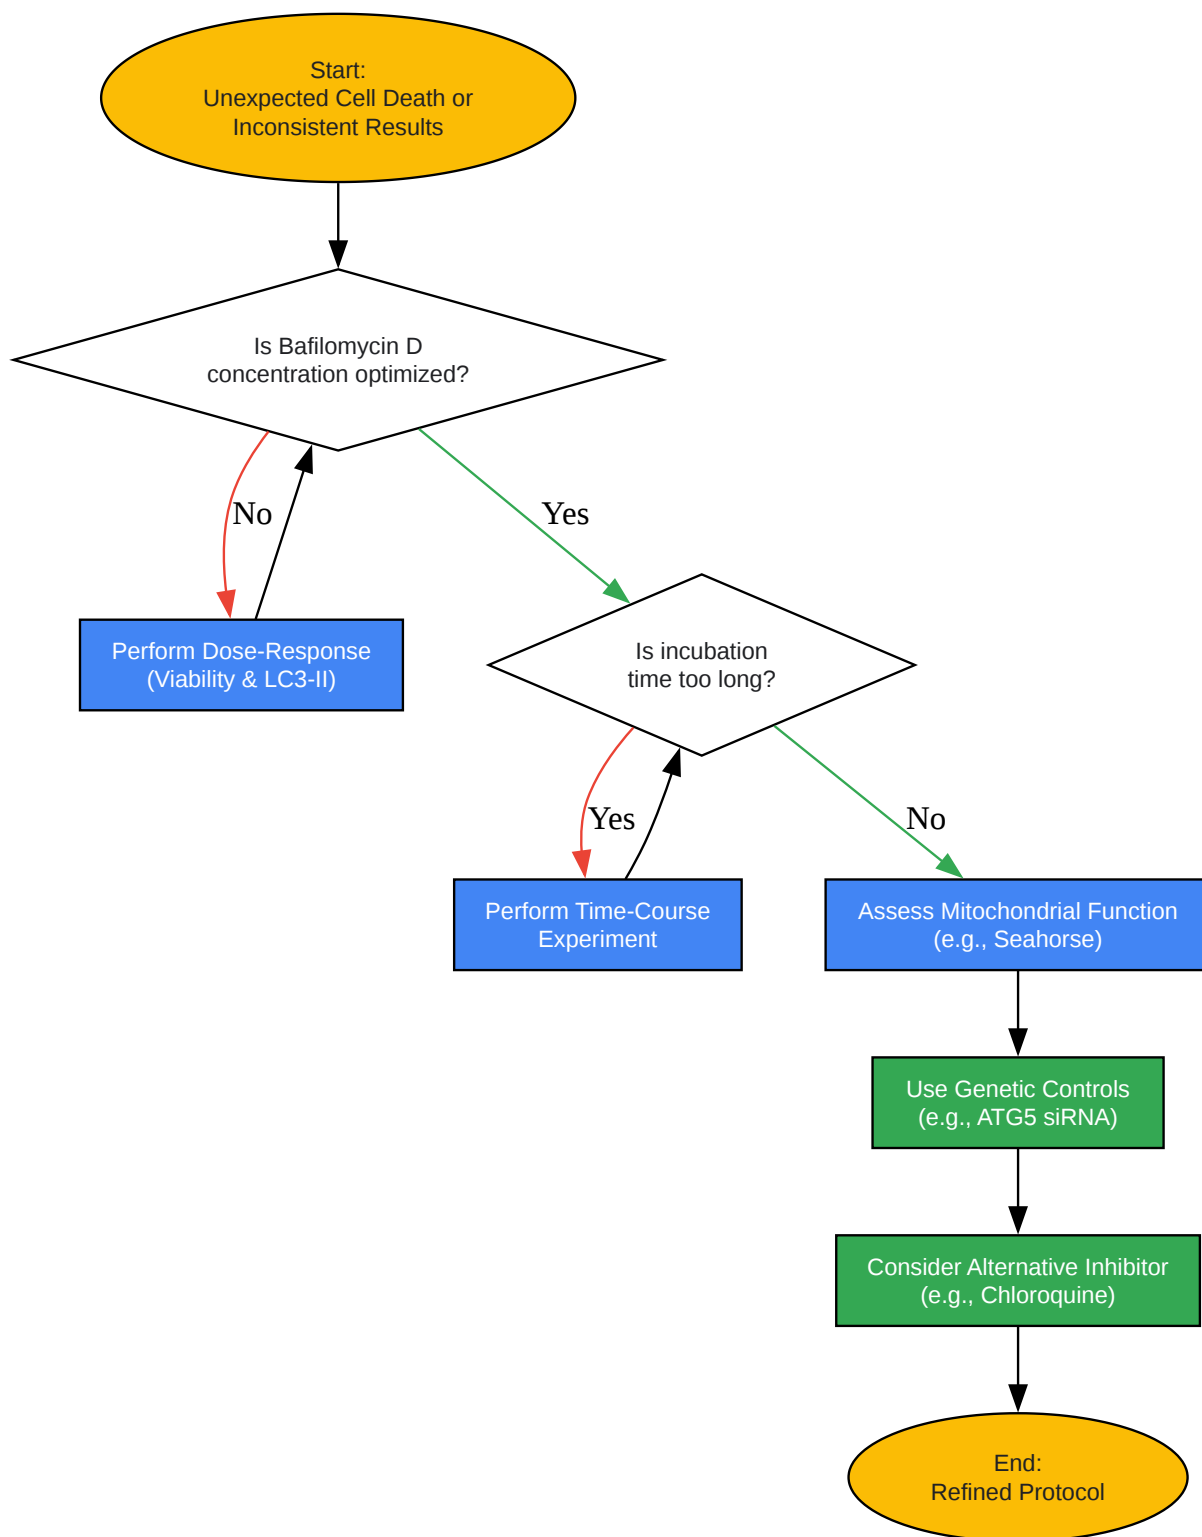 Start:
Unexpected Cell Death or
Inconsistent Results
Is Bafilomycin D
concentration optimized?
No
Yes
Perform Dose-Response
(Viability & LC3-II)
Is incubation
time too long?
Yes
No
Perform Time-Course
Experiment
Assess Mitochondrial Function
(e.g., Seahorse)
Use Genetic Controls
(e.g., ATG5 siRNA)
Consider Alternative Inhibitor
(e.g., Chloroquine)
End:
Refined Protocol